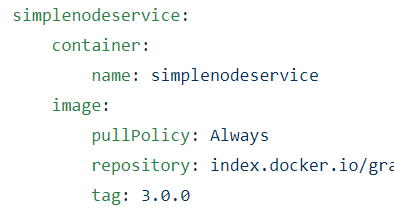 simplenodeservice:
    container:
        name: simplenodeservice
    image:
        pullPolicy: Always
        repository: index.docker.io/gra
        tag: 3.0.0